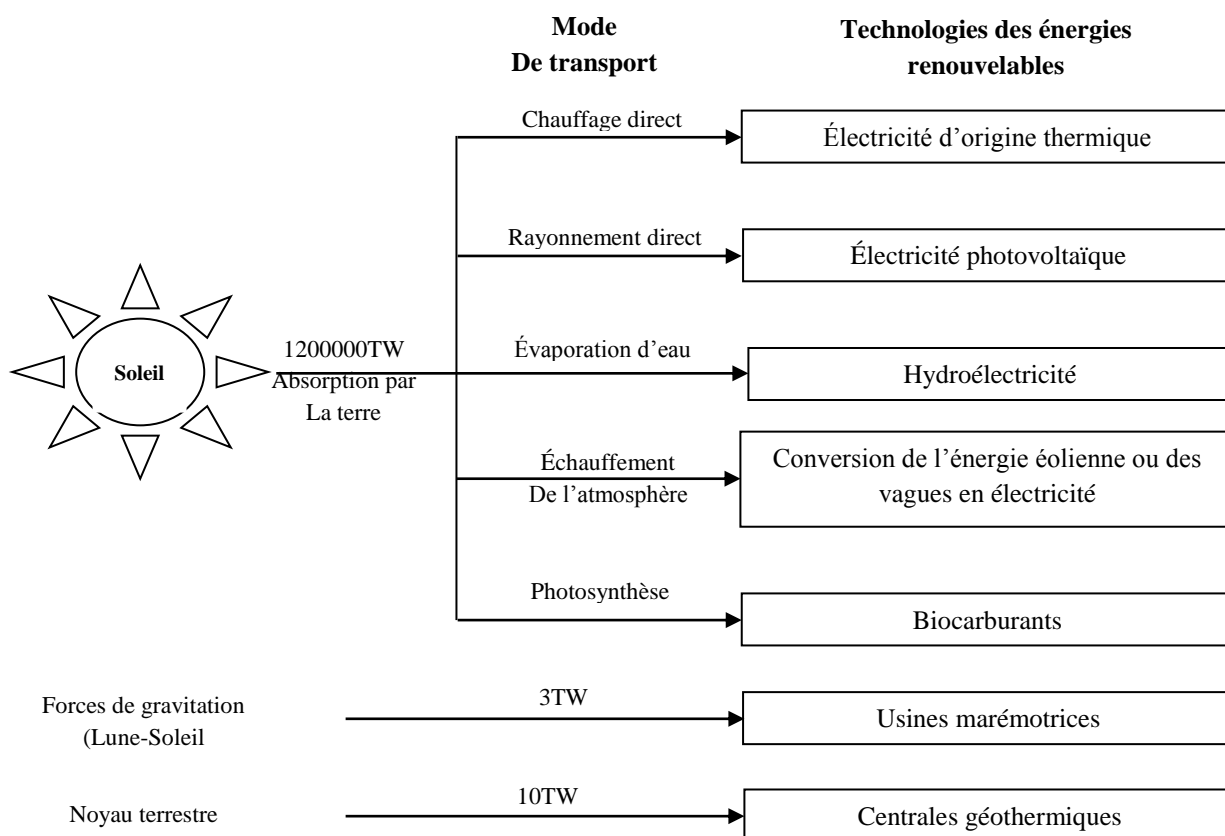 Mode
De transport
Technologies des énergies
renouvelables
Chauffage direct
Électricité d’origine thermique
Rayonnement direct
Électricité photovoltaïque
Soleil
1200000TW
Absorption par
La terre
Évaporation d’eau
Hydroélectricité
Échauffement
De l’atmosphère
Conversion de l’énergie éolienne ou des
vagues en électricité
Photosynthèse
Biocarburants
Forces de gravitation
(Lune-Soleil
3TW
Usines marémotrices
Noyau terrestre
10TW
Centrales géothermiques